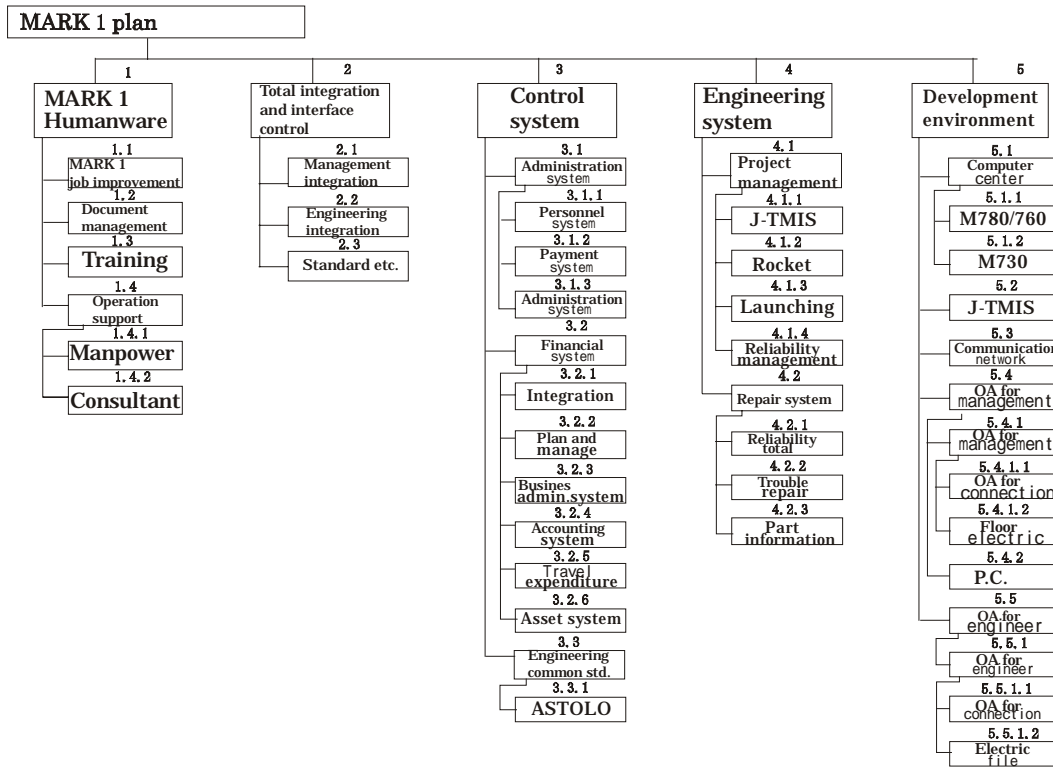 MARK 1 plan
1
MARK 1
Humanware
1.1
MARK 1
job improvement
1.2
Document
management
1.3
Training
1.4
Operation
support
1.4.1
Manpower
1.4.2
Consultant
2
Total integration
and interface
control
2.1
Management
integration
2.2
Engineering
integration
2.3
Standard etc.
3
Control
system
3.1
Administration
system
3.1.1
Personnel
system
3.1.2
Payment
system
3.1.3
Administration
system
3.2
Financial
system
3.2.1
Integration
3.2.2
Plan and
manage
3.2.3
Busines
admin.system
3.2.4
Accounting
system
3.2.5
Travel
expenditure
3.2.6
Asset system
3.3
Engineering
common std.
3.3.1
ASTOLO
4
Engineering
system
4.1
Project
management
4.1.1
J-TMIS
4.1.2
Rocket
4.1.3
Launching
4.1.4
Reliability
management
4.2
Repair system
4.2.1
Reliability
total
4.2.2
Trouble
repair
4.2.3
Part
information
5
Development
environment
5.1
Computer
center
5.1.1
M780/760
5.1.2
M730
5.2
J-TMIS
5.3
Communication
network
5.4
OA for
management
5.4.1
OA for
management
5.4.1.1
OA for
connection
5.4.1.2
Floor
electric
5.4.2
P.C.
5.5
OA for
engineer
5.5.1
OA for
engineer
5.5.1.1
OA for
connection
5.5.1.2
Electric
file